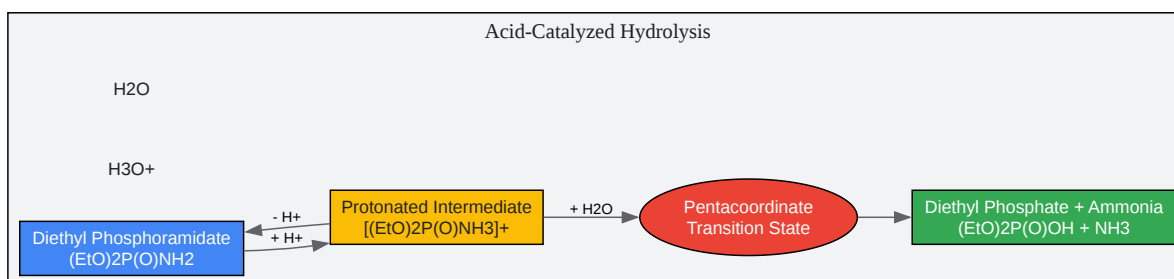 Acid-Catalyzed Hydrolysis
H2O
H3O+
Diethyl Phosphoramidate
(EtO)2P(O)NH2
- H+
+ H+
Protonated Intermediate
[(EtO)2P(O)NH3]+
+ H2O
Pentacoordinate
Transition State
Diethyl Phosphate + Ammonia
(EtO)2P(O)OH + NH3